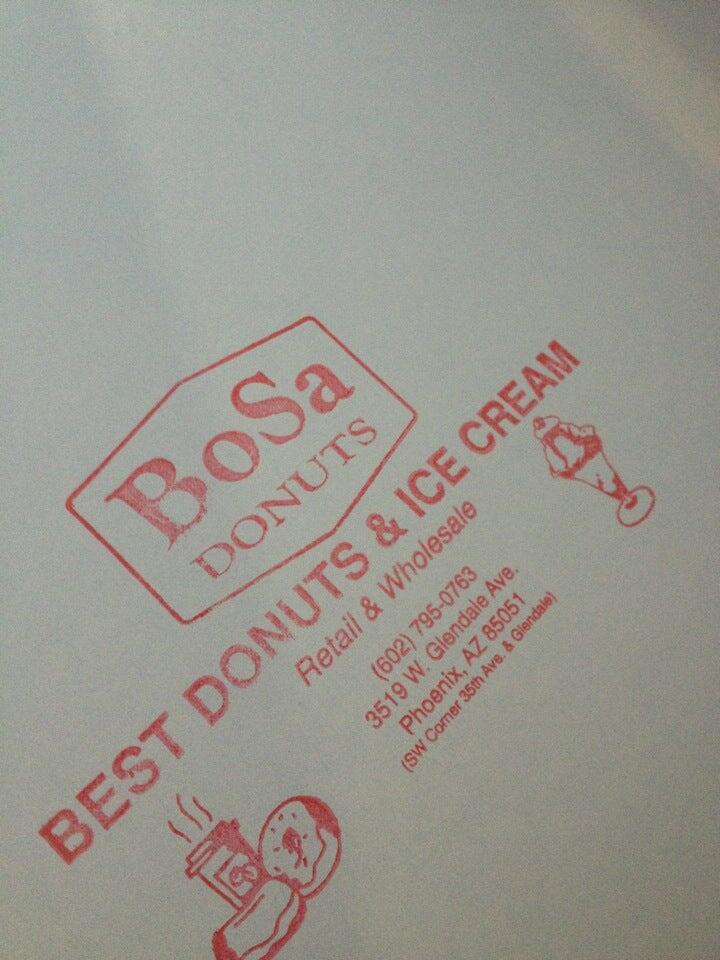 BoSa
DONUTS
BEST DONUTS & ICE CREAM
Retail & Wholesale
(602) 795-0763
3519 W. Glendale Ave.
Phoenix, AZ 85051
(SW Corner 35th Ave. & Glendale)